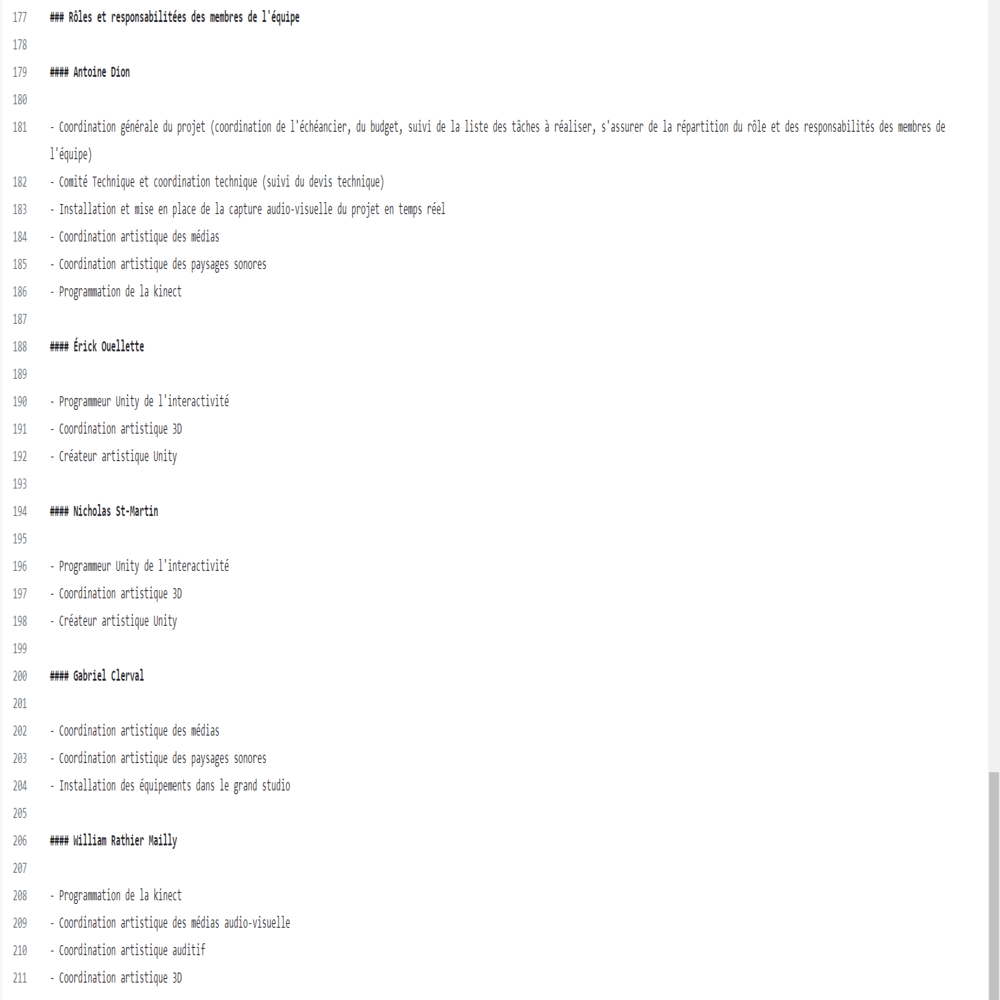 177 ### Rôles et responsabilitées des membres de l'équipe
178
179 #### Antoine Dion
180
181 - Coordination générale du projet (coordination de l'échéancier, du budget, suivi de la liste des tâches à réaliser, s'assurer de la répartition du rôle et des responsabilités des membres de
l'équipe)
182 - Comité Technique et coordination technique (suivi du devis technique)
183 - Installation et mise en place de la capture audio-visuelle du projet en temps réel
184 - Coordination artistique des médias
185 - Coordination artistique des paysages sonores
186 - Programmation de la kinect
187
188 #### Érick Ouellette
189
190 - Programmeur Unity de l'interactivité
191 - Coordination artistique 3D
192 - Créateur artistique Unity
193
194 #### Nicholas St-Martin
195
196 - Programmeur Unity de l'interactivité
197 - Coordination artistique 3D
198 - Créateur artistique Unity
199
200 #### Gabriel Clerval
201
202 - Coordination artistique des médias
203 - Coordination artistique des paysages sonores
204 - Installation des équipements dans le grand studio
205
206 #### William Rathier Mailly
207
208 - Programmation de la kinect
209 - Coordination artistique des médias audio-visuelle
210 - Coordination artistique auditif
211 - Coordination artistique 3D